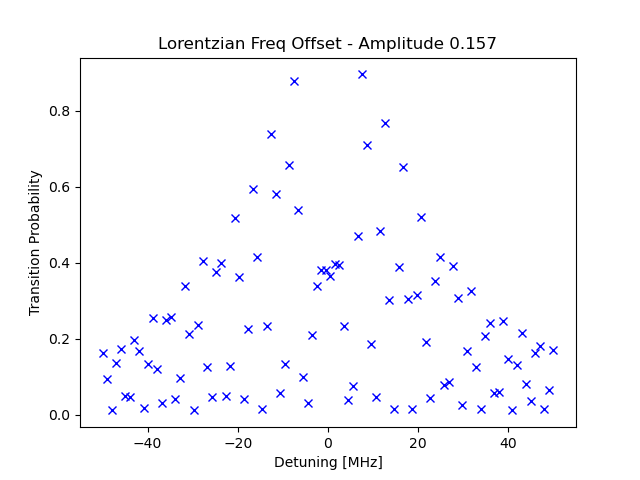 Lorentzian Freq Offset - Amplitude 0.157
Transition Probability
0.8
0.6
0.4
0.2
0.0
−40 −20 0 20 40
Detuning [MHz]